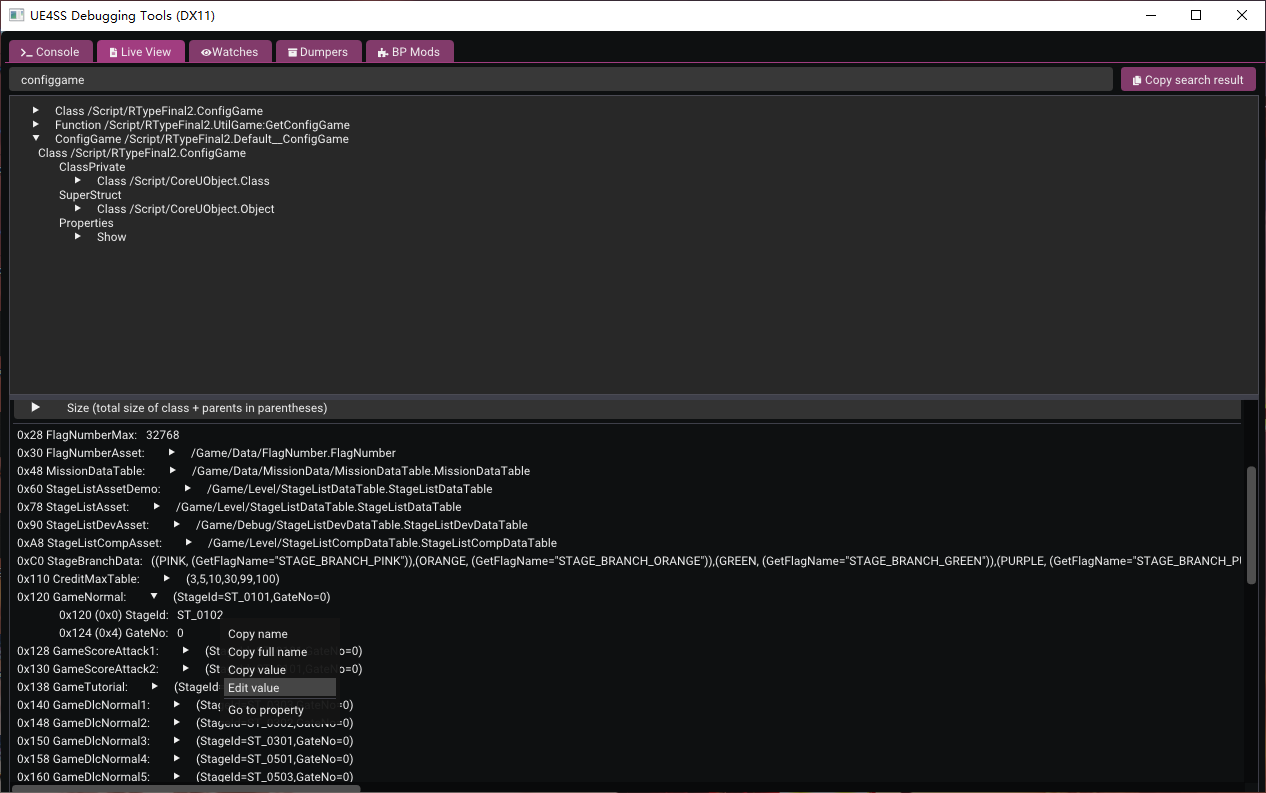 UE4SS Debugging Tools (DX11)
Console Live View Watches Dumpers BP Mods
configgame Copy search result
Class /Script/RTypeFinal2.ConfigGame
Function /Script/RTypeFinal2.UtilGame:GetConfigGame
ConfigGame /Script/RTypeFinal2.Default__ConfigGame
Class /Script/RTypeFinal2.ConfigGame
ClassPrivate
Class /Script/CoreUObject.Class
SuperStruct
Class /Script/CoreUObject.Object
Properties
Show
Size (total size of class + parents in parentheses)
0x28 FlagNumberMax: 32768
0x30 FlagNumberAsset: /Game/Data/FlagNumber.FlagNumber
0x48 MissionDataTable: /Game/Data/MissionData/MissionDataTable.MissionDataTable
0x60 StageListAssetDemo: /Game/Level/StageListDataTable.StageListDataTable
0x78 StageListAsset: /Game/Level/StageListDataTable.StageListDataTable
0x90 StageListDevAsset: /Game/Debug/StageListDevDataTable.StageListDevDataTable
0xA8 StageListCompAsset: /Game/Level/StageListCompDataTable.StageListCompDataTable
0xC0 StageBranchData: ((PINK, (GetFlagName="STAGE_BRANCH_PINK")),(ORANGE, (GetFlagName="STAGE_BRANCH_ORANGE")),(GREEN, (GetFlagName="STAGE_BRANCH_GREEN")),(PURPLE, (GetFlagName="STAGE_BRANCH_PU
0x110 CreditMaxTable: (3,5,10,30,99,100)
0x120 GameNormal: (StageId=ST_0101,GateNo=0)
0x120 (0x0) StageId: ST_0102
0x124 (0x4) GateNo: 0
Copy name
0x128 GameScoreAttack1: (St Copy full name o=0)
0x130 GameScoreAttack2: (St Copy value o=0)
0x138 GameTutorial: (StageId Edit value
0x140 GameDlcNormal1: (Stag Go to property =0)
0x148 GameDlcNormal2: (StageId=ST_0302,GateNo=0)
0x150 GameDlcNormal3: (StageId=ST_0301,GateNo=0)
0x158 GameDlcNormal4: (StageId=ST_0501,GateNo=0)
0x160 GameDlcNormal5: (StageId=ST_0503,GateNo=0)